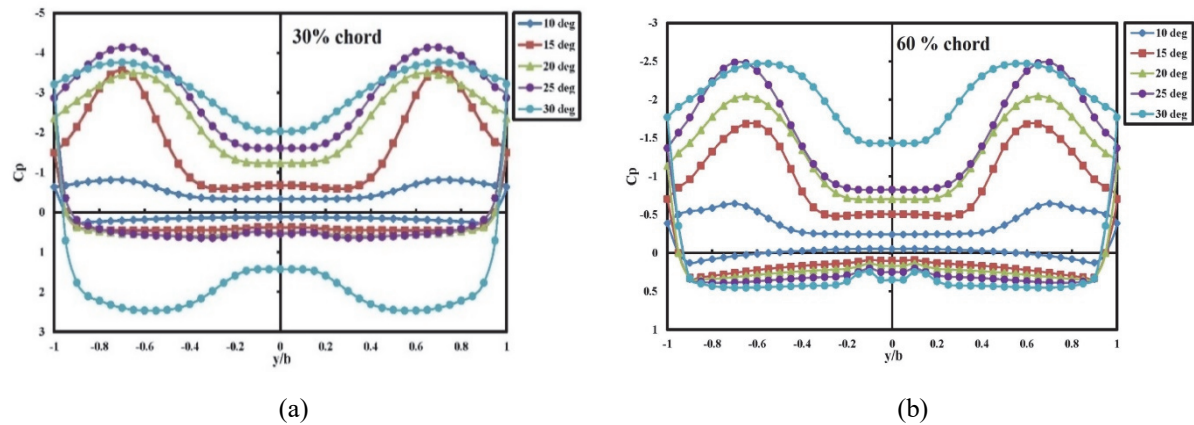 30% chord
-5
-4
-3
-2
-1
0
1
2
3
Cp
-1 -0.8 -0.6 -0.4 -0.2 0 0.2 0.4 0.6 0.8 1
y/b
10 deg
15 deg
20 deg
25 deg
30 deg
(a)
60 % chord
-3
-2.5
-2
-1.5
-1
-0.5
0
0.5
1
Cp
-1 -0.8 -0.6 -0.4 -0.2 0 0.2 0.4 0.6 0.8 1
y/b
10 deg
15 deg
20 deg
25 deg
30 deg
(b)